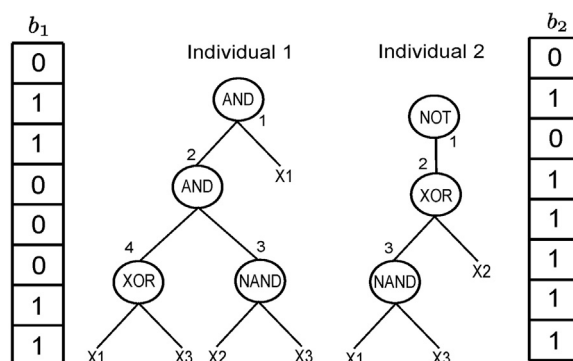 b₁
0
1
1
0
0
0
1
1
Individual 1
AND
1
2
X1
AND
4
3
XOR
NAND
X1
X3
X2
X3
Individual 2
NOT
1
2
XOR
3
X2
NAND
X1
X3
b₂
0
1
0
1
1
1
1
1